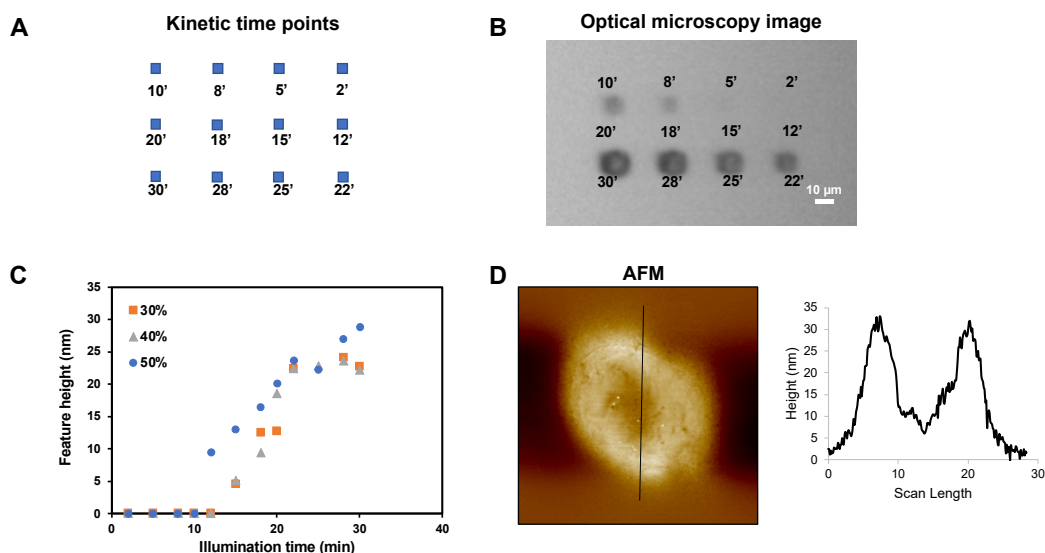 A
Kinetic time points
10’ 8’ 5’ 2’
20’ 18’ 15’ 12’
30’ 28’ 25’ 22’
B
Optical microscopy image
10’ 8’ 5’ 2’
20’ 18’ 15’ 12’
30’ 28’ 25’ 22’
10 µm
C
35
30
25
20
15
10
5
0
0 10 20 30 40
Feature height (nm)
Illumination time (min)
30%
40%
50%
D
AFM
35
30
25
20
15
10
5
0
0 10 20 30
Height (nm)
Scan Length